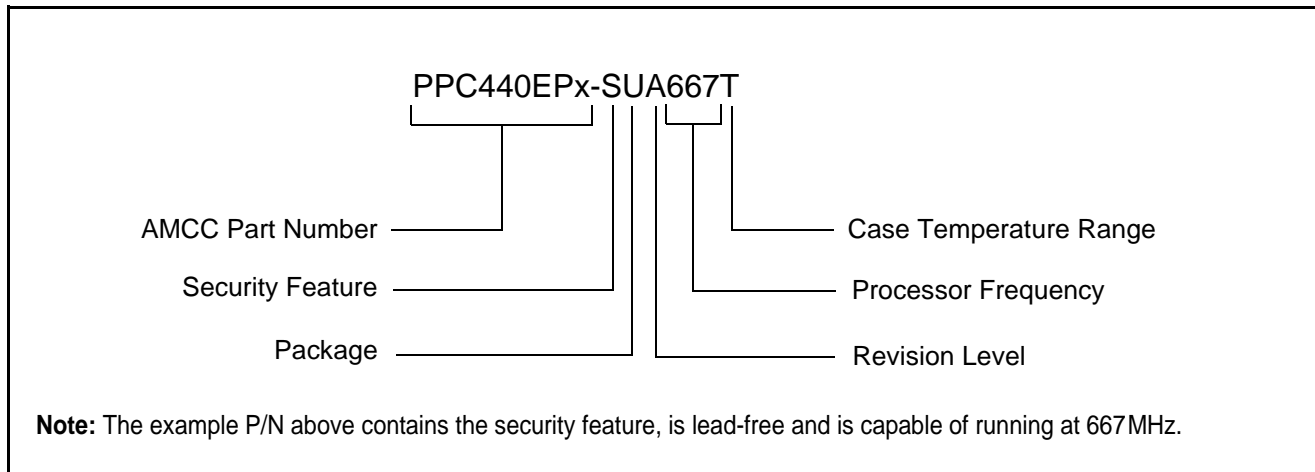 PPC440EPx-SUA667T
AMCC Part Number
Case Temperature Range
Security Feature
Processor Frequency
Package
Revision Level
Note: The example P/N above contains the security feature, is lead-free and is capable of running at 667MHz.